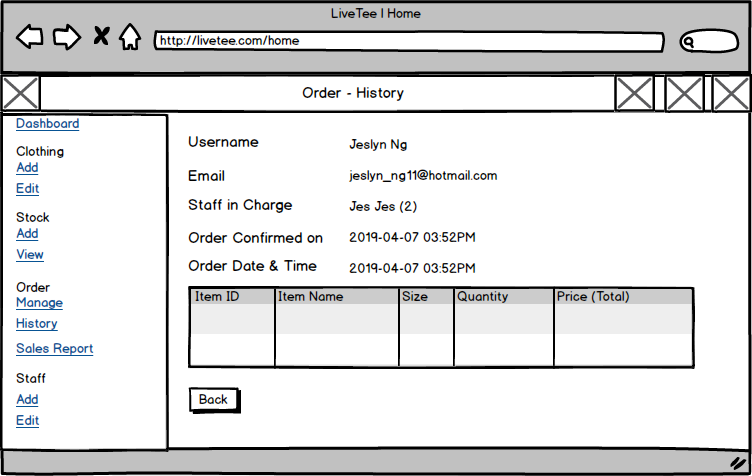 LiveTee | Home
http://livetee.com/home
Order - History
Dashboard
Clothing
Add
Edit
Stock
Add
View
Order
Manage
History
Sales Report
Staff
Add
Edit
Username Jeslyn Ng
Email jeslyn_ng11@hotmail.com
Staff in Charge Jes Jes (2)
Order Confirmed on 2019-04-07 03:52PM
Order Date & Time 2019-04-07 03:52PM
Item ID Item Name Size Quantity Price (Total)
Back